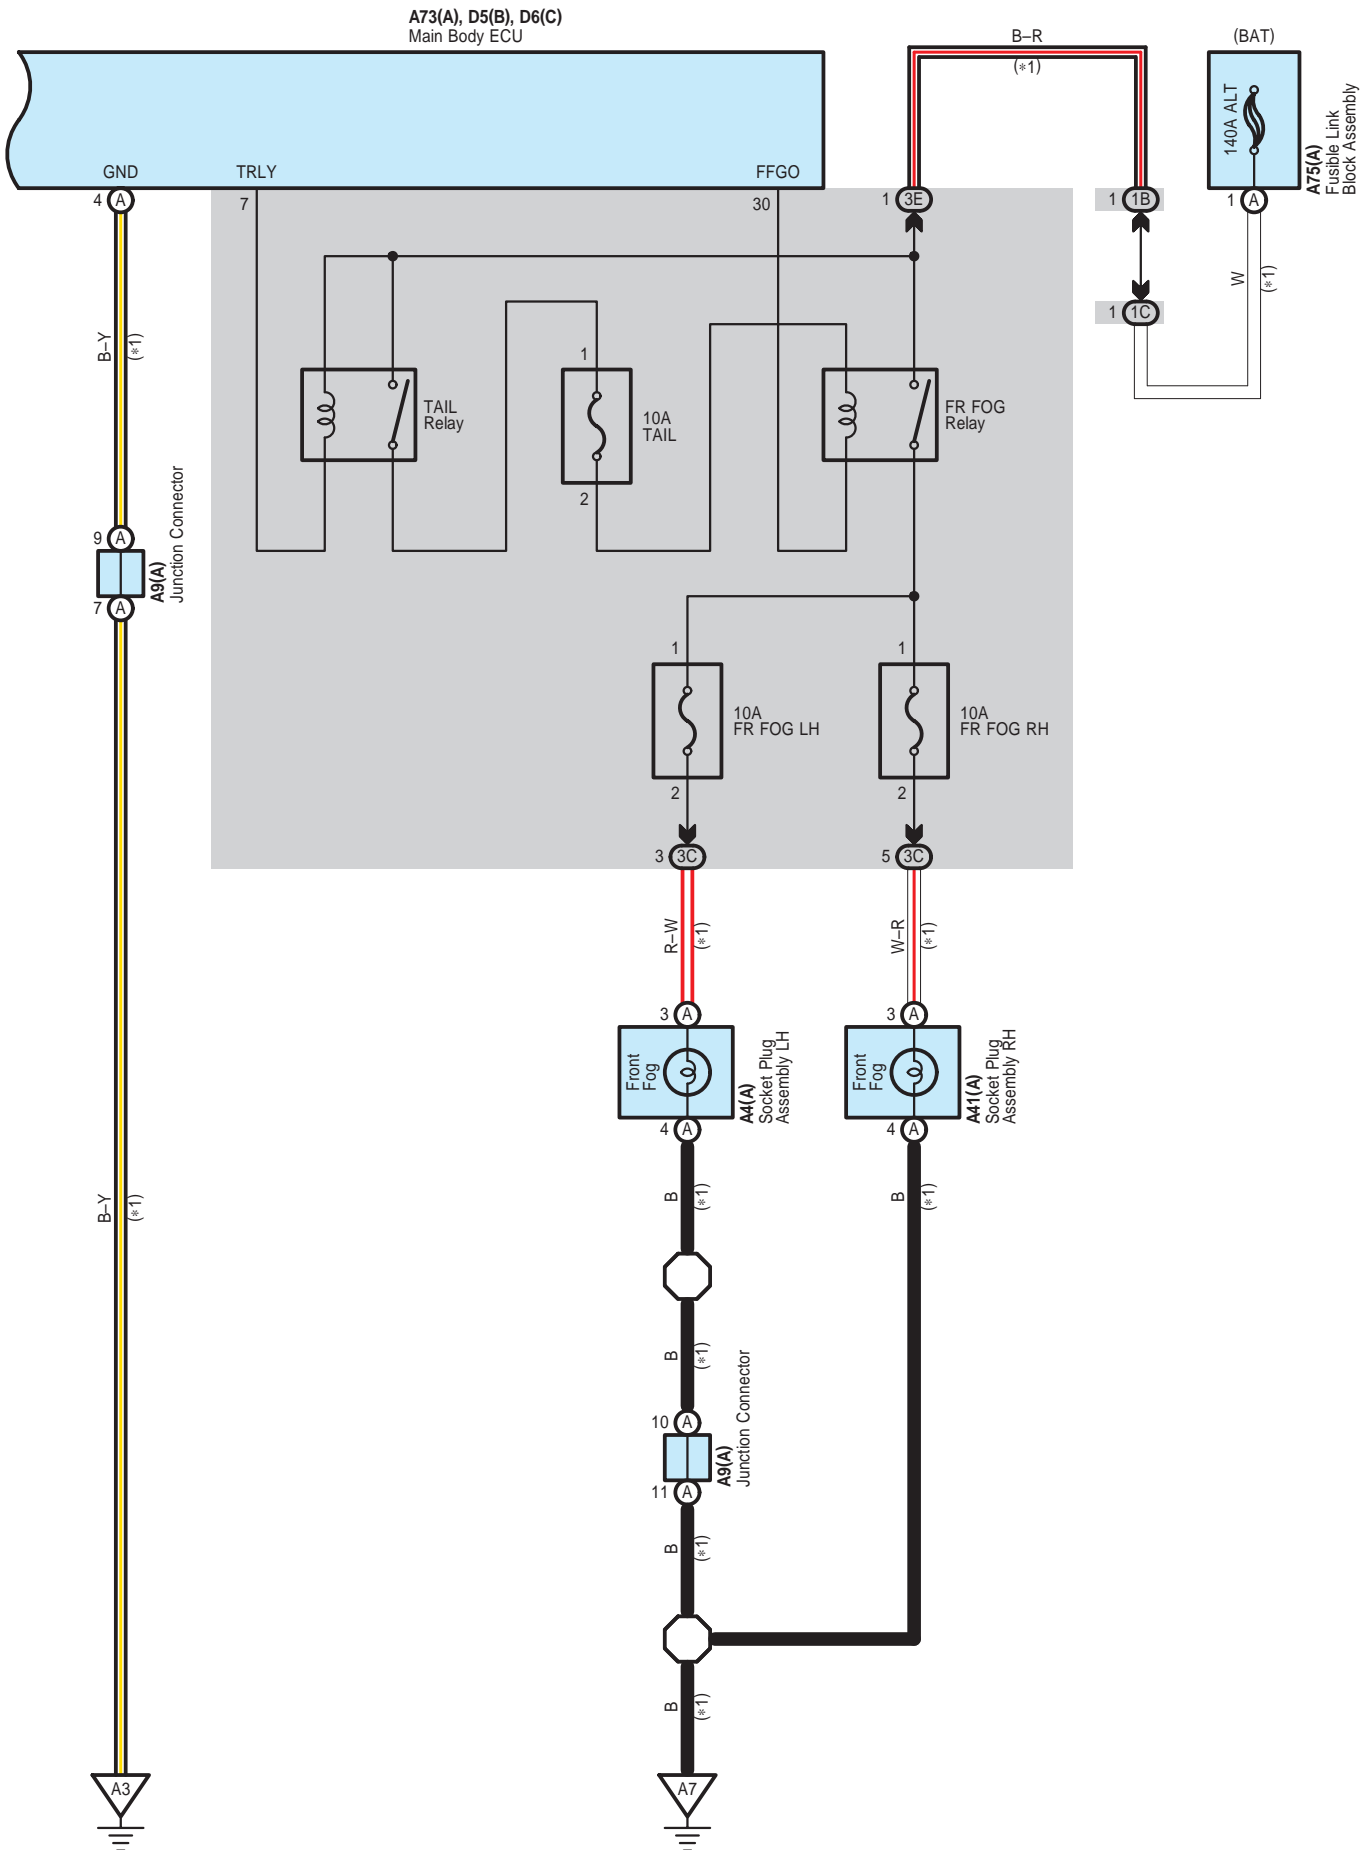 A73(A), D5(B), D6(C)
Main Body ECU
B–R
(*1)
(BAT)
140A ALT
A75(A)
Fusible Link
Block Assembly
GND
TRLY
FFGO
4 A
7
30
1 3E
1 1B
1 A
W
(*1)
1 1C
B–Y
(*1)
TAIL
Relay
1
10A
TAIL
2
FR FOG
Relay
9 A
A9(A)
Junction Connector
7 A
1
10A
FR FOG LH
2
1
10A
FR FOG RH
2
3 3C
5 3C
R–W
(*1)
W–R
(*1)
3 A
Front
Fog
A4(A)
Socket Plug
Assembly LH
4 A
3 A
Front
Fog
A41(A)
Socket Plug
Assembly RH
4 A
B–Y
(*1)
B
(*1)
B
(*1)
B
(*1)
10 A
A9(A)
Junction Connector
11 A
B
(*1)
B
(*1)
A3
A7